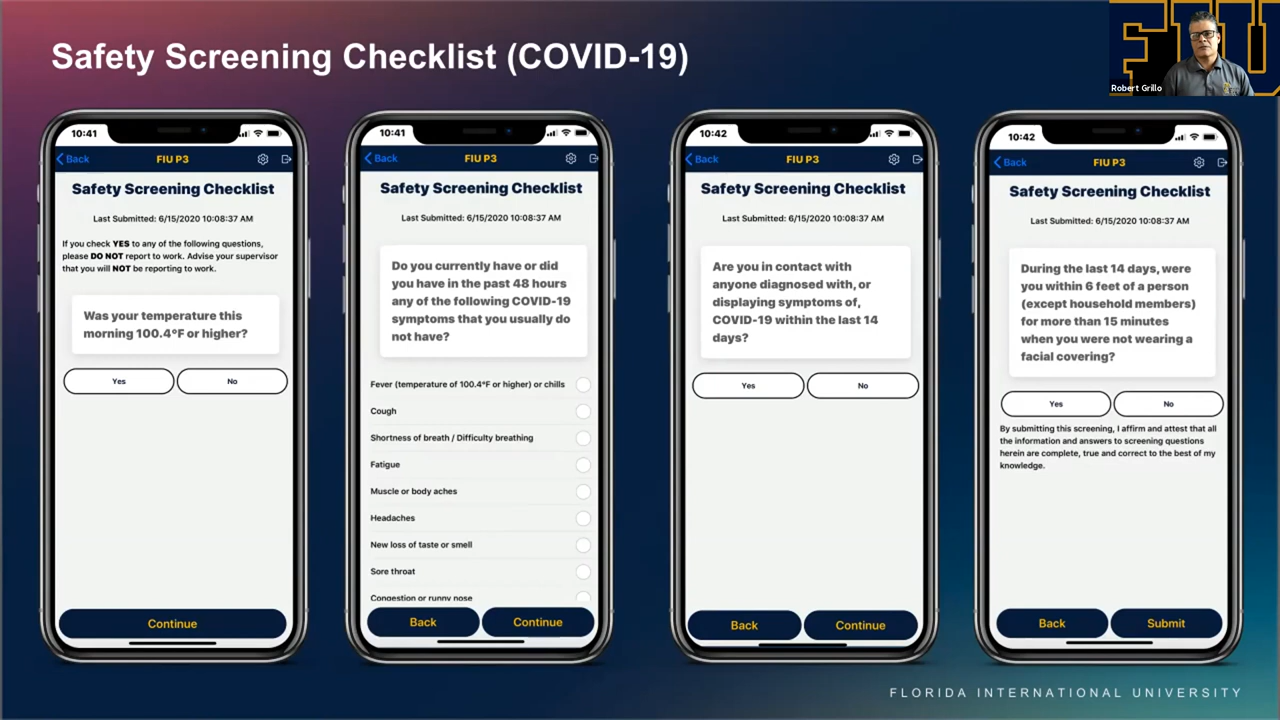 Safety Screening Checklist (COVID-19)
FIU
Robert Grillo
10:41
Back
FIU P3
Safety Screening Checklist
Last Submitted: 6/15/2020 10:08:37 AM
If you check YES to any of the following questions,
please DO NOT report to work. Advise your supervisor
that you will NOT be reporting to work.
Was your temperature this
morning 100.4°F or higher?
Yes
No
Continue
10:41
Back
FIU P3
Safety Screening Checklist
Last Submitted: 6/15/2020 10:08:37 AM
Do you currently have or did
you have in the past 48 hours
any of the following COVID-19
symptoms that you usually do
not have?
Fever (temperature of 100.4°F or higher) or chills
Cough
Shortness of breath / Difficulty breathing
Fatigue
Muscle or body aches
Headaches
New loss of taste or smell
Sore throat
Congestion or runny nose
Back
Continue
10:42
Back
FIU P3
Safety Screening Checklist
Last Submitted: 6/15/2020 10:08:37 AM
Are you in contact with
anyone diagnosed with, or
displaying symptoms of,
COVID-19 within the last 14
days?
Yes
No
Back
Continue
10:42
Back
FIU P3
Safety Screening Checklist
Last Submitted: 6/15/2020 10:08:37 AM
During the last 14 days, were
you within 6 feet of a person
(except household members)
for more than 15 minutes
when you were not wearing a
facial covering?
Yes
No
By submitting this screening, I affirm and attest that all
the information and answers to screening questions
herein are complete, true and correct to the best of my
knowledge.
Back
Submit
FLORIDA INTERNATIONAL UNIVERSITY